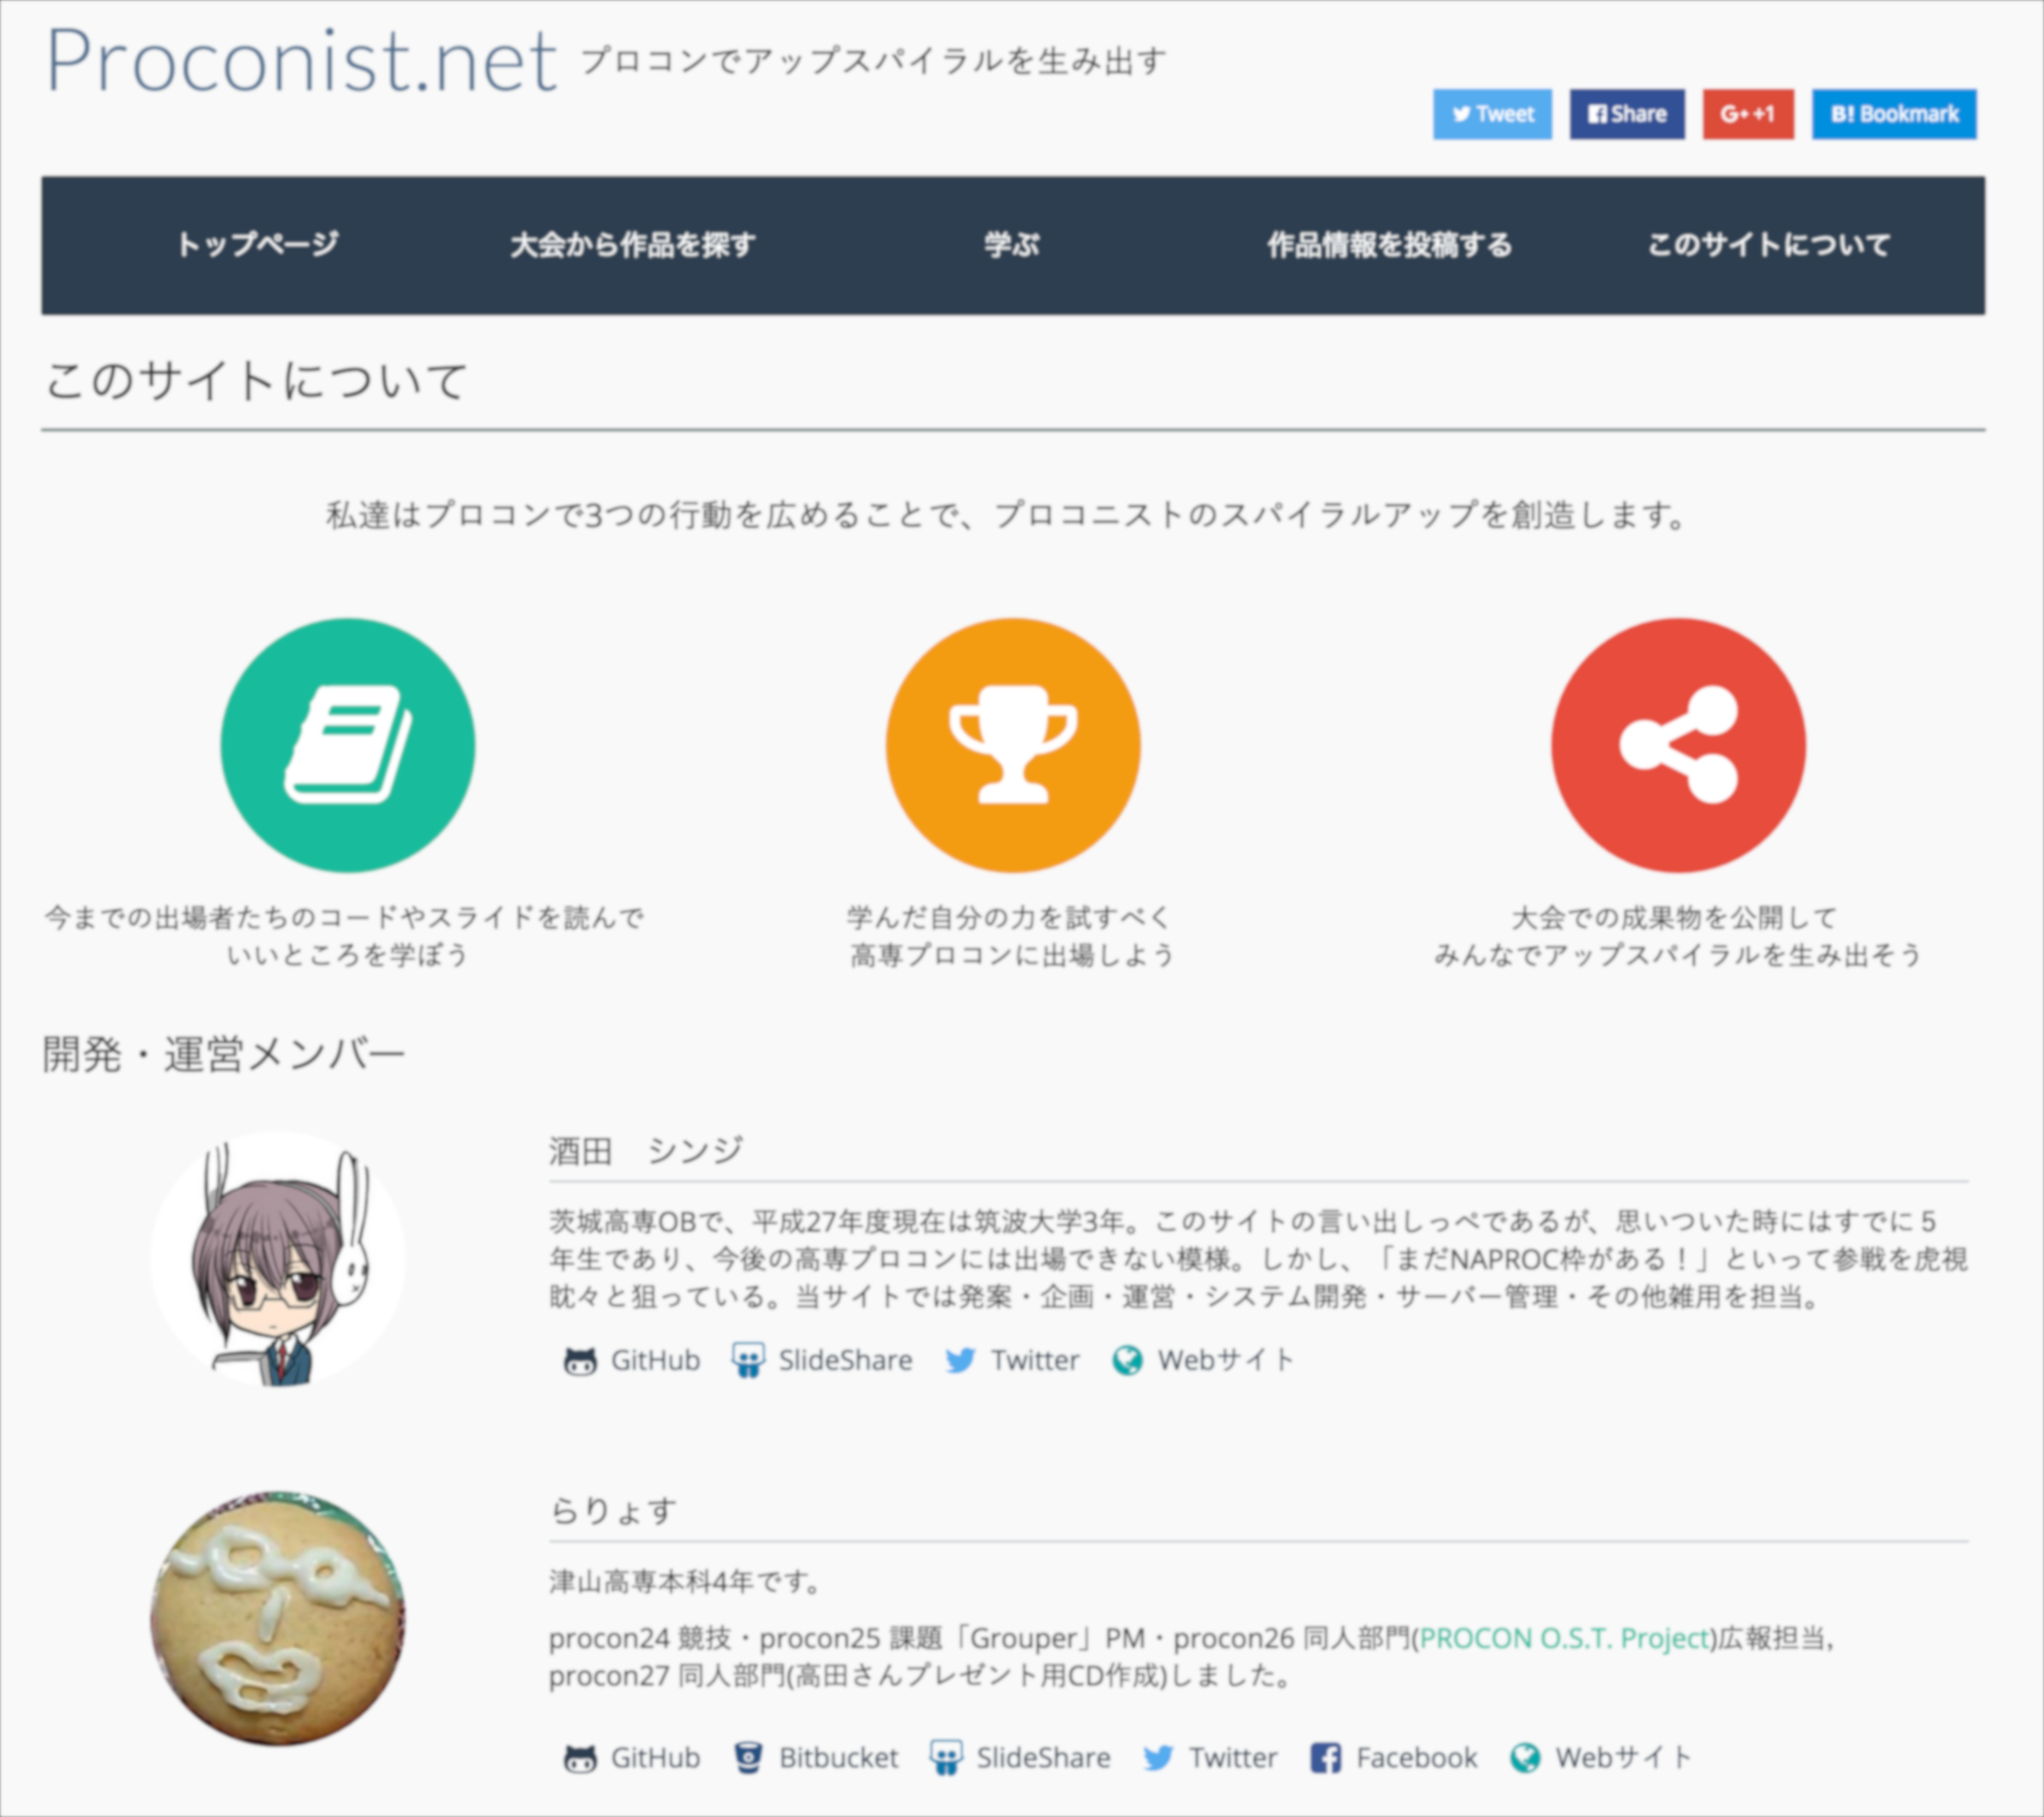 Proconist.net プロコンでアップスパイラルを生み出す
Tweet Share G+ +1 B! Bookmark
トップページ 大会から作品を探す 学ぶ 作品情報を投稿する このサイトについて
このサイトについて
私達はプロコンで3つの行動を広めることで、プロコニストのスパイラルアップを創造します。
今までの出場者たちのコードやスライドを読んで
いいところを学ぼう
学んだ自分の力を試すべく
高専プロコンに出場しよう
大会での成果物を公開して
みんなでアップスパイラルを生み出そう
開発・運営メンバー
酒田　シンジ
茨城高専OBで、平成27年度現在は筑波大学3年。このサイトの言い出しっぺであるが、思いついた時にはすでに５
年生であり、今後の高専プロコンには出場できない模様。しかし、「まだNAPROC枠がある！」といって参戦を虎視
眈々と狙っている。当サイトでは発案・企画・運営・システム開発・サーバー管理・その他雑用を担当。
GitHub SlideShare Twitter Webサイト
らりょす
津山高専本科4年です。
procon24 競技・procon25 課題「Grouper」PM・procon26 同人部門(PROCON O.S.T. Project)広報担当,
procon27 同人部門(高田さんプレゼント用CD作成)しました。
GitHub Bitbucket SlideShare Twitter Facebook Webサイト